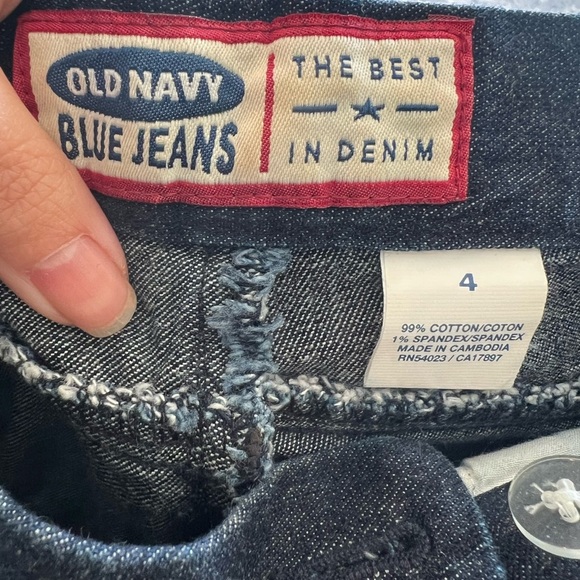 OLD NAVY
BLUE JEANS
THE BEST
IN DENIM
4
99% COTTON/COTON
1% SPANDEX/SPANDEX
MADE IN CAMBODIA
RN54023 / CA17897